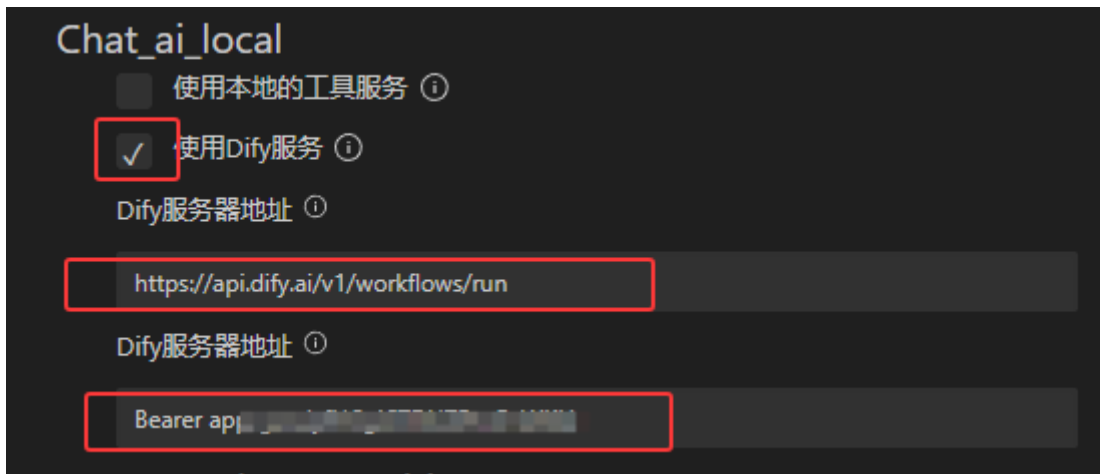 Chat_ai_local
使用本地的工具服务
使用Dify服务
Dify服务器地址
https://api.dify.ai/v1/workflows/run
Dify服务器地址
Bearer app